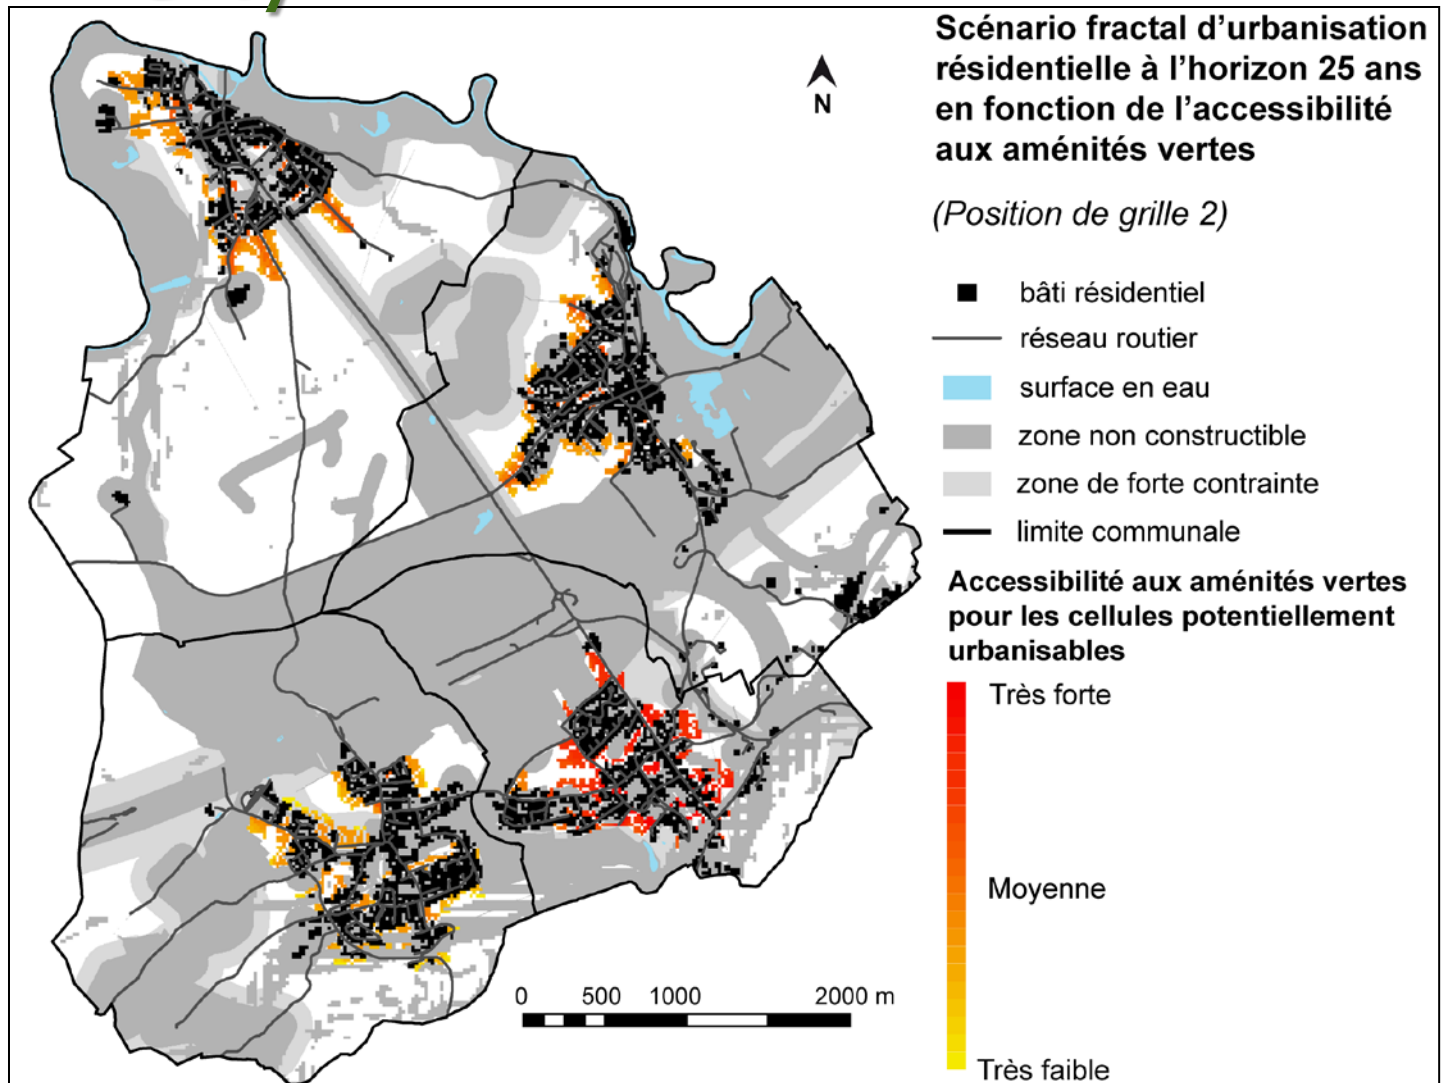 Scénario fractal d'urbanisation
résidentielle à l'horizon 25 ans
en fonction de l'accessibilité
aux aménités vertes
(Position de grille 2)
N
bâti résidentiel
réseau routier
surface en eau
zone non constructible
zone de forte contrainte
limite communale
Accessibilité aux aménités vertes
pour les cellules potentiellement
urbanisables
Très forte
Moyenne
Très faible
0 500 1000 2000 m